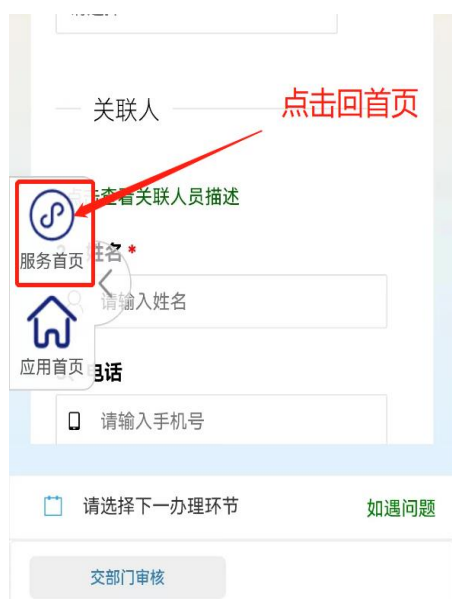 关联人
点击回首页
点击查看关联人员描述
服务首页
姓名 *
请输入姓名
应用首页
电话
请输入手机号
请选择下一办理环节
如遇问题
交部门审核